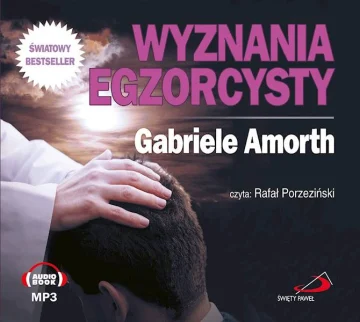 ŚWIATOWY
BESTSELLER
WYZNANIA
EGZORCYSTY
Gabriele Amorth
czyta: Rafał Porzeziński
AUDIO
BOOK
MP3
ŚWIĘTY PAWEŁ